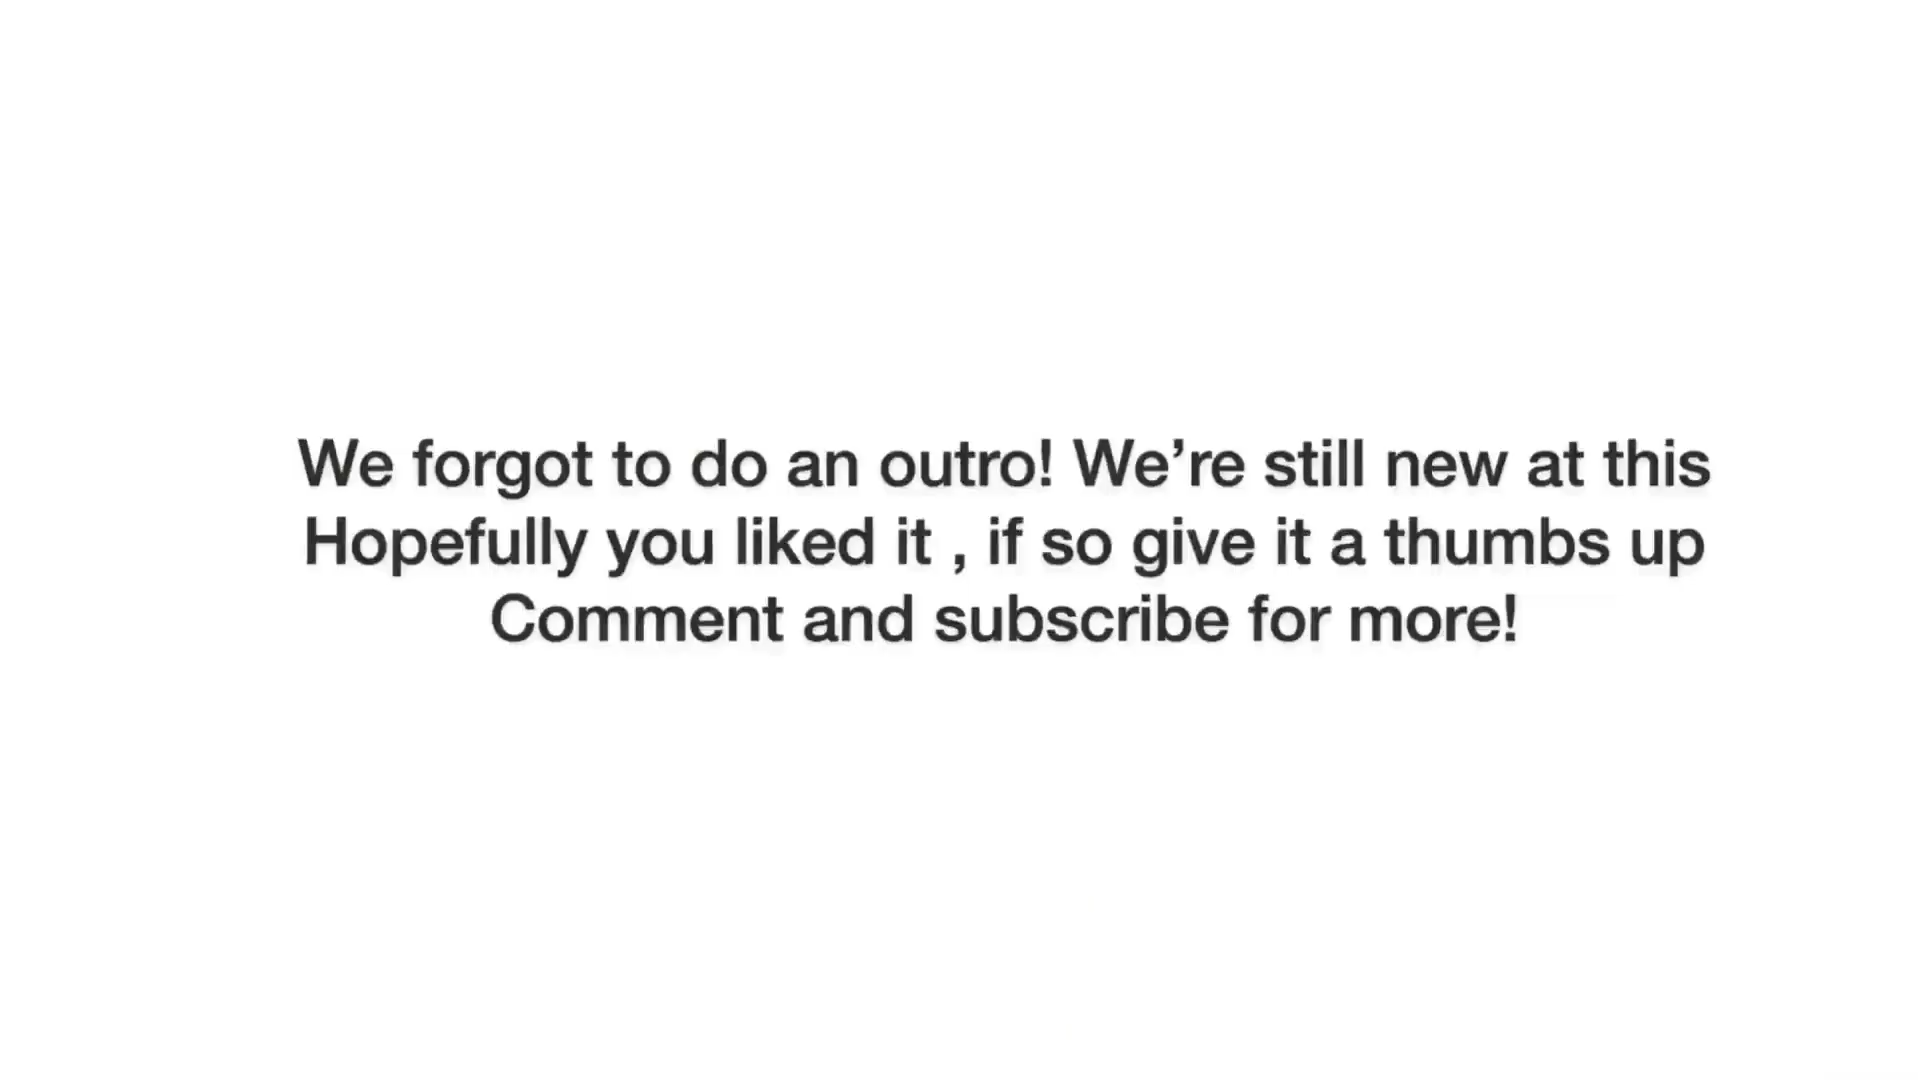 We forgot to do an outro! We’re still new at this
Hopefully you liked it , if so give it a thumbs up
Comment and subscribe for more!